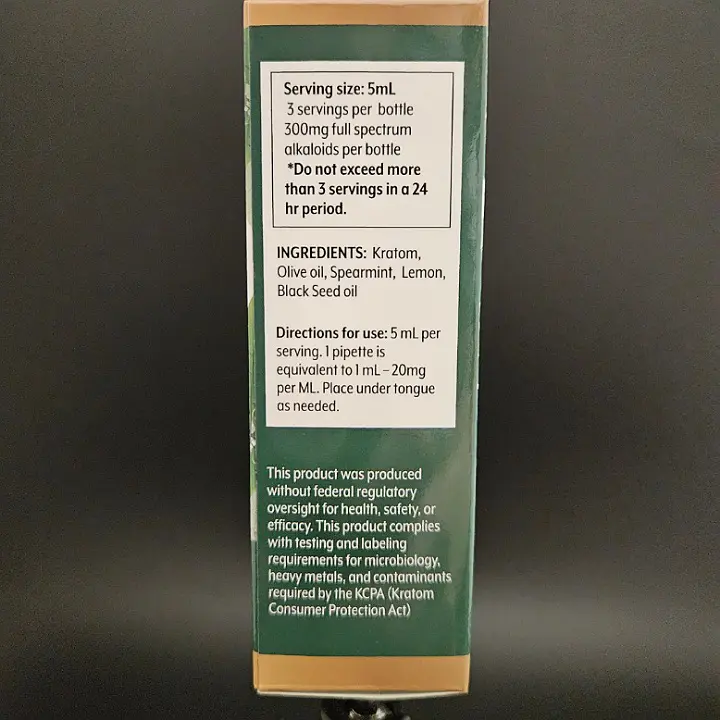 Serving size: 5mL
3 servings per bottle
300mg full spectrum
alkaloids per bottle
*Do not exceed more
than 3 servings in a 24
hr period.
INGREDIENTS: Kratom,
Olive oil, Spearmint, Lemon,
Black Seed oil
Directions for use: 5 mL per
serving. 1 pipette is
equivalent to 1 mL – 20mg
per ML. Place under tongue
as needed.
This product was produced
without federal regulatory
oversight for health, safety, or
efficacy. This product complies
with testing and labeling
requirements for microbiology,
heavy metals, and contaminants
required by the KCPA (Kratom
Consumer Protection Act)